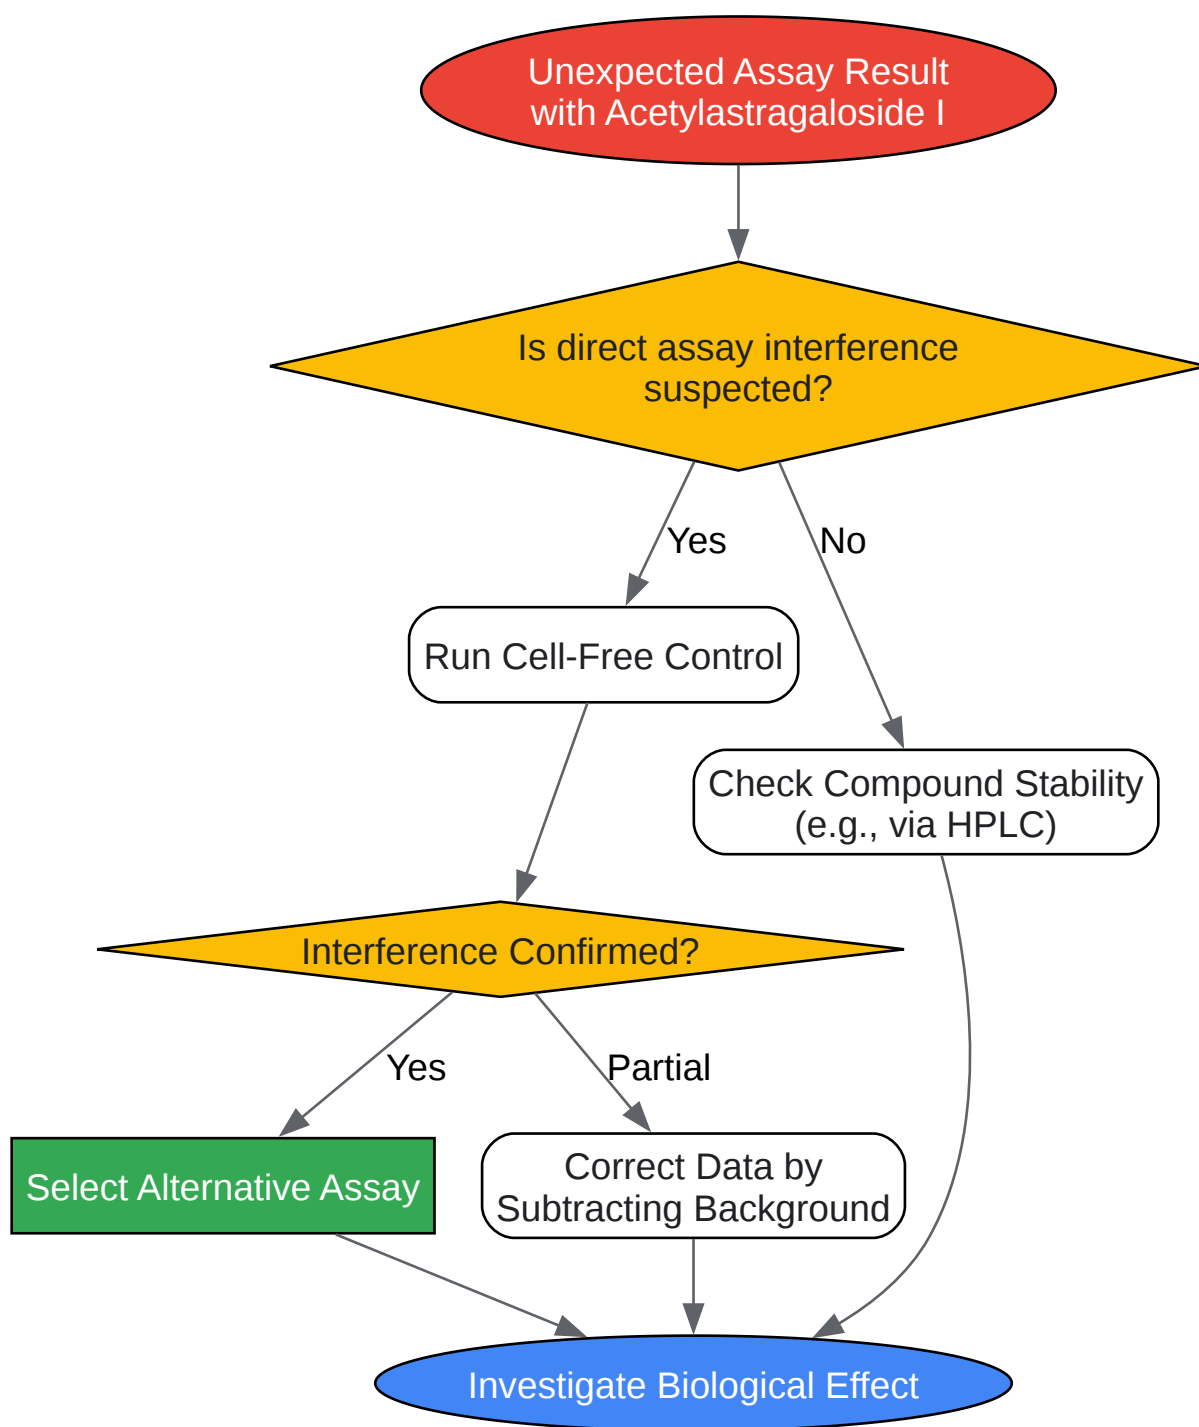 Unexpected Assay Result
with Acetylastragaloside I
Is direct assay interference
suspected?
Yes
No
Run Cell-Free Control
Check Compound Stability
(e.g., via HPLC)
Interference Confirmed?
Yes
Partial
Select Alternative Assay
Correct Data by
Subtracting Background
Investigate Biological Effect